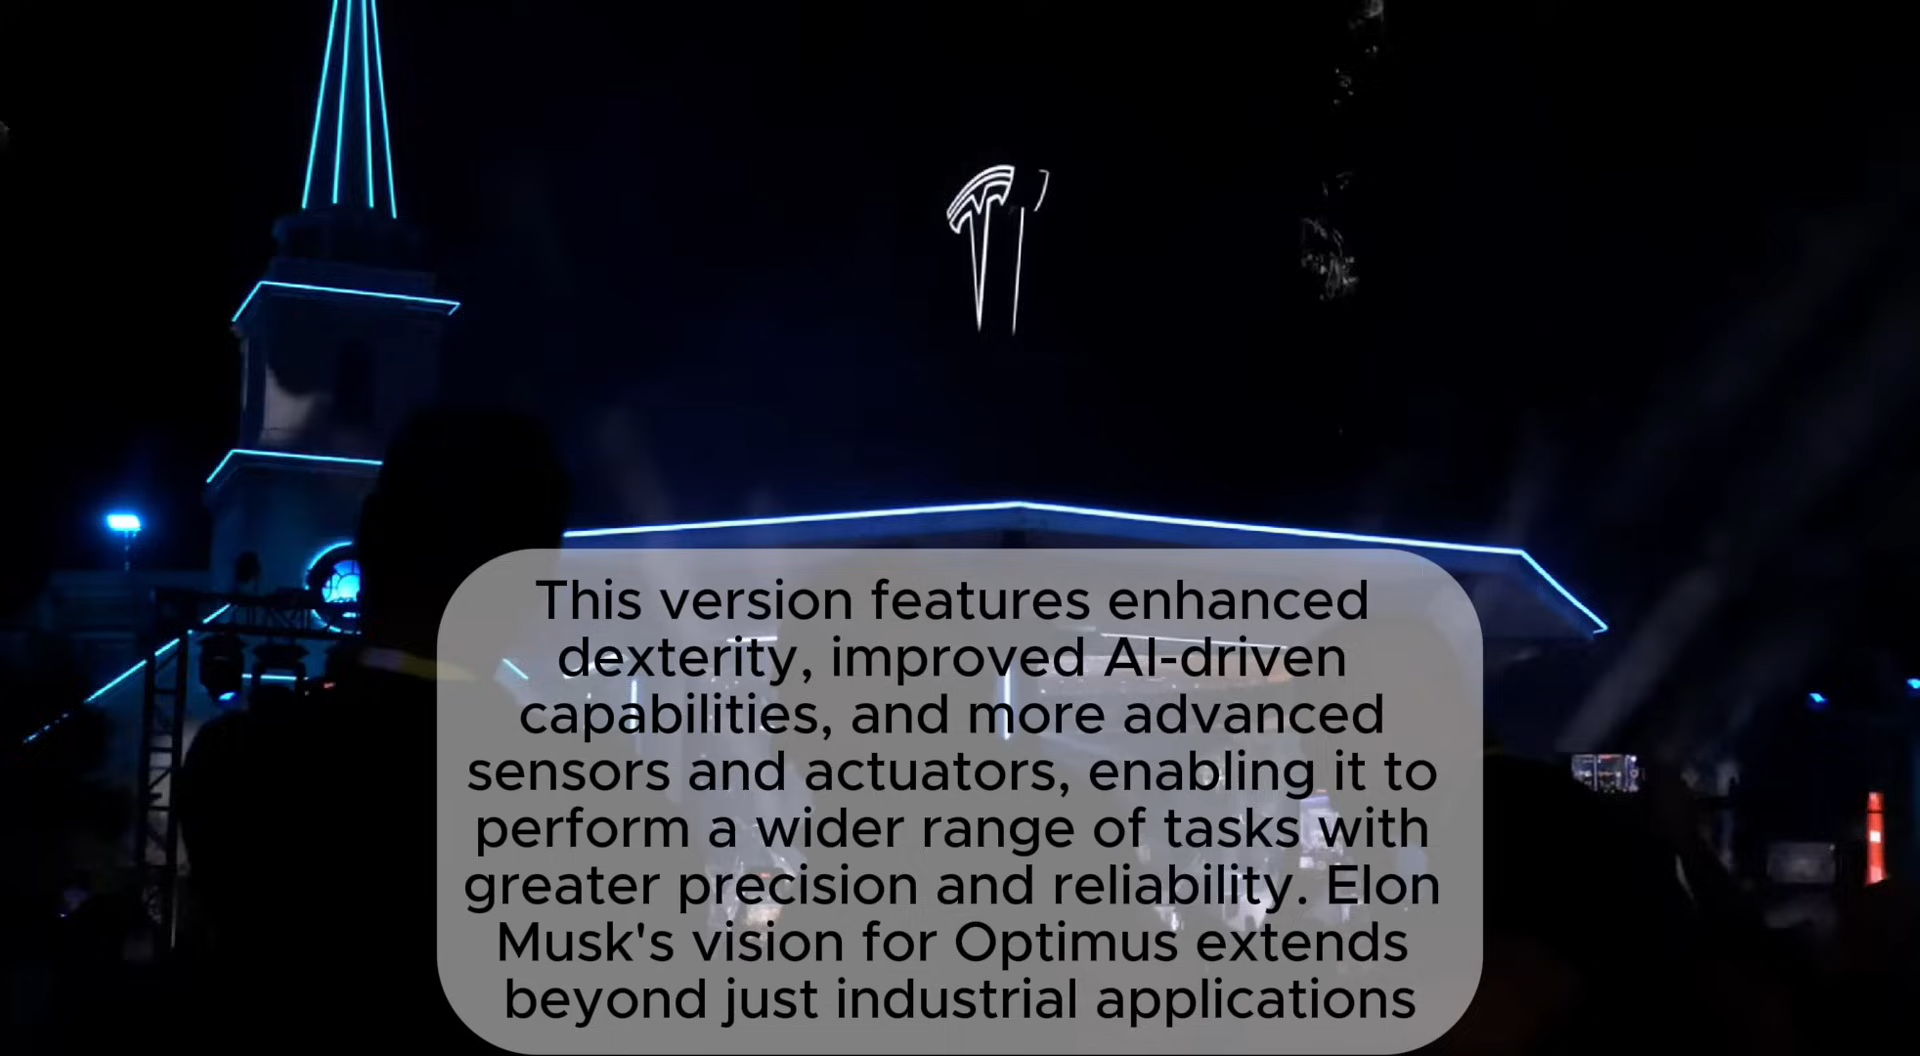 This version features enhanced
dexterity, improved AI-driven
capabilities, and more advanced
sensors and actuators, enabling it to
perform a wider range of tasks with
greater precision and reliability. Elon
Musk's vision for Optimus extends
beyond just industrial applications